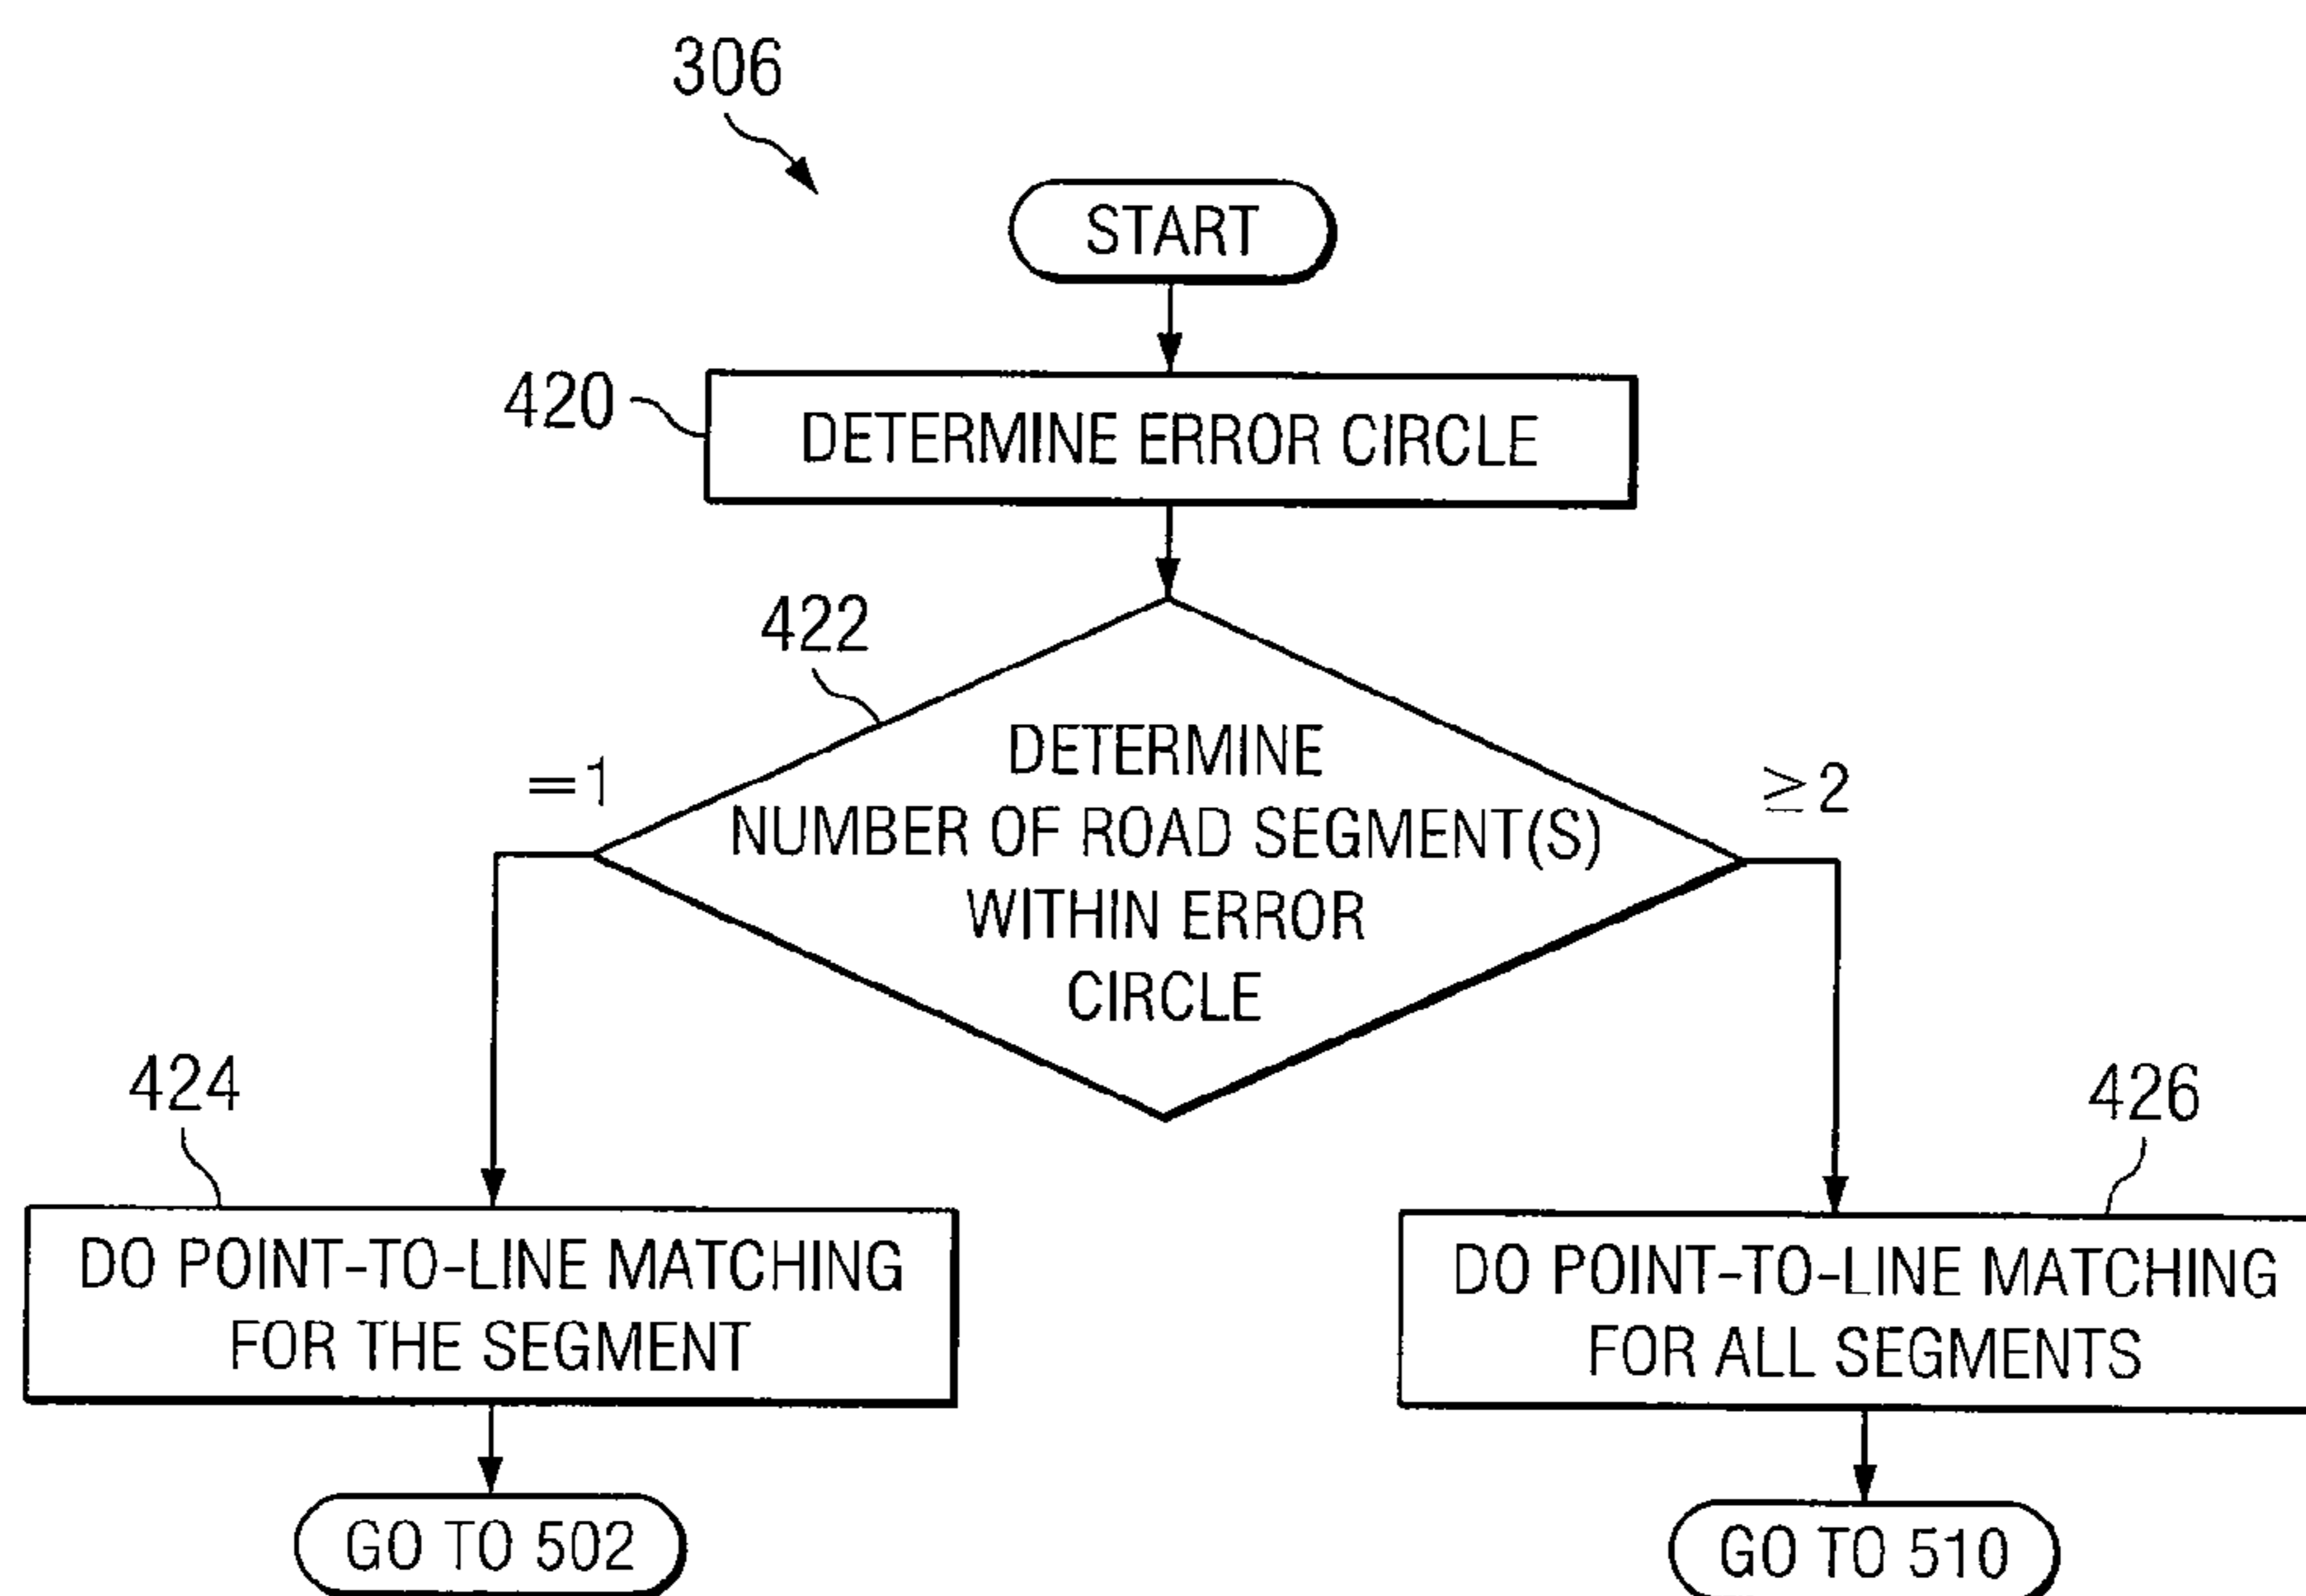 306
START
420
DETERMINE ERROR CIRCLE
422
=1
≥2
DETERMINE
NUMBER OF ROAD SEGMENT(S)
WITHIN ERROR
CIRCLE
424
426
DO POINT-TO-LINE MATCHING
FOR THE SEGMENT
DO POINT-TO-LINE MATCHING
FOR ALL SEGMENTS
GO TO 502
GO TO 510